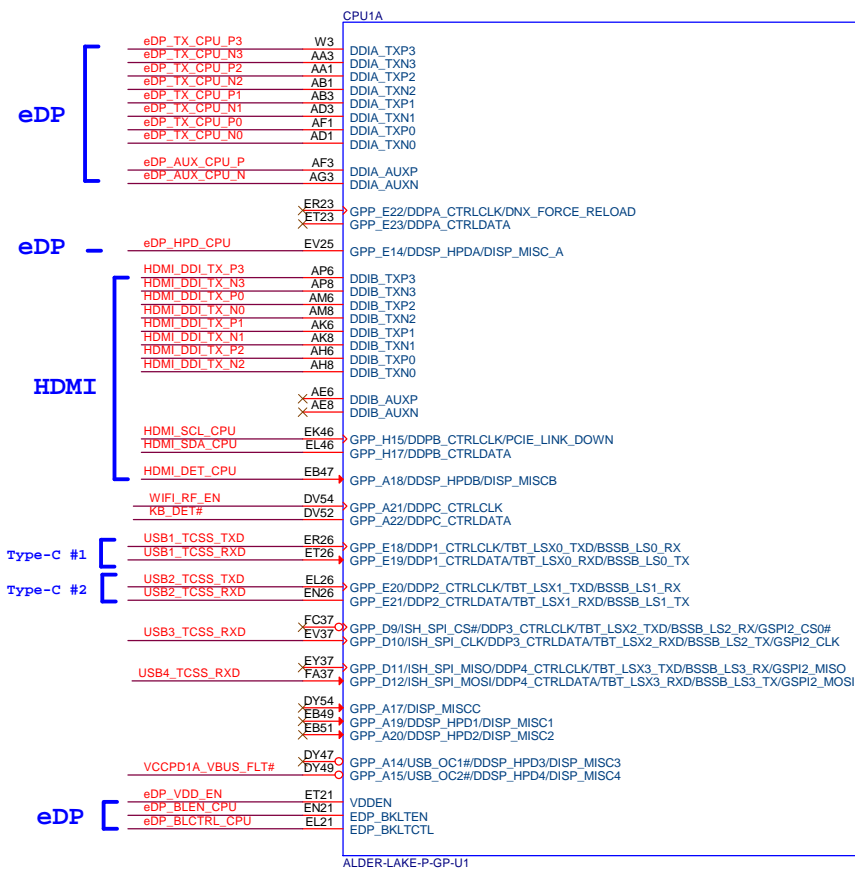 CPU1A
eDP_TX_CPU_P3 W3 DDIA_TXP3
eDP_TX_CPU_N3 AA3 DDIA_TXN3
eDP_TX_CPU_P2 AA1 DDIA_TXP2
eDP_TX_CPU_N2 AB1 DDIA_TXN2
eDP_TX_CPU_P1 AB3 DDIA_TXP1
eDP_TX_CPU_N1 AD3 DDIA_TXN1
eDP_TX_CPU_P0 AF1 DDIA_TXP0
eDP_TX_CPU_N0 AD1 DDIA_TXN0
eDP
eDP_AUX_CPU_P AF3 DDIA_AUXP
eDP_AUX_CPU_N AG3 DDIA_AUXN
ER23 GPP_E22/DDPA_CTRLCLK/DNX_FORCE_RELOAD
ET23 GPP_E23/DDPA_CTRLDATA
eDP eDP_HPD_CPU EV25 GPP_E14/DDSP_HPDA/DISP_MISC_A
HDMI_DDI_TX_P3 AP6 DDIB_TXP3
HDMI_DDI_TX_N3 AP8 DDIB_TXN3
HDMI_DDI_TX_P0 AM6 DDIB_TXP2
HDMI_DDI_TX_N0 AM8 DDIB_TXN2
HDMI_DDI_TX_P1 AK6 DDIB_TXP1
HDMI_DDI_TX_N1 AK8 DDIB_TXN1
HDMI_DDI_TX_P2 AH6 DDIB_TXP0
HDMI_DDI_TX_N2 AH8 DDIB_TXN0
HDMI
AE6 DDIB_AUXP
AE8 DDIB_AUXN
HDMI_SCL_CPU EK46 GPP_H15/DDPB_CTRLCLK/PCIE_LINK_DOWN
HDMI_SDA_CPU EL46 GPP_H17/DDPB_CTRLDATA
HDMI_DET_CPU EB47 GPP_A18/DDSP_HPDB/DISP_MISCB
WIFI_RF_EN DV54 GPP_A21/DDPC_CTRLCLK
KB_DET# DV52 GPP_A22/DDPC_CTRLDATA
Type-C #1
USB1_TCSS_TXD ER26 GPP_E18/DDP1_CTRLCLK/TBT_LSX0_TXD/BSSB_LS0_RX
USB1_TCSS_RXD ET26 GPP_E19/DDP1_CTRLDATA/TBT_LSX0_RXD/BSSB_LS0_TX
Type-C #2
USB2_TCSS_TXD EL26 GPP_E20/DDP2_CTRLCLK/TBT_LSX1_TXD/BSSB_LS1_RX
USB2_TCSS_RXD EN26 GPP_E21/DDP2_CTRLDATA/TBT_LSX1_RXD/BSSB_LS1_TX
FC37 GPP_D9/ISH_SPI_CS#/DDP3_CTRLCLK/TBT_LSX2_TXD/BSSB_LS2_RX/GSPI2_CS0#
USB3_TCSS_RXD EV37 GPP_D10/ISH_SPI_CLK/DDP3_CTRLDATA/TBT_LSX2_RXD/BSSB_LS2_TX/GSPI2_CLK
EY37 GPP_D11/ISH_SPI_MISO/DDP4_CTRLCLK/TBT_LSX3_TXD/BSSB_LS3_RX/GSPI2_MISO
USB4_TCSS_RXD FA37 GPP_D12/ISH_SPI_MOSI/DDP4_CTRLDATA/TBT_LSX3_RXD/BSSB_LS3_TX/GSPI2_MOSI
DY54 GPP_A17/DISP_MISCC
EB49 GPP_A19/DDSP_HPD1/DISP_MISC1
EB51 GPP_A20/DDSP_HPD2/DISP_MISC2
DY47 GPP_A14/USB_OC1#/DDSP_HPD3/DISP_MISC3
VCCPD1A_VBUS_FLT# DY49 GPP_A15/USB_OC2#/DDSP_HPD4/DISP_MISC4
eDP_VDD_EN ET21 VDDEN
eDP
eDP_BLEN_CPU EN21 EDP_BKLTEN
eDP_BLCTRL_CPU EL21 EDP_BKLTCTL
ALDER-LAKE-P-GP-U1